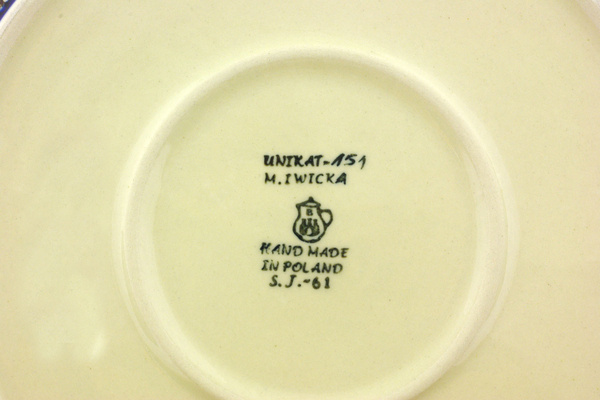 UNIKAT-151
M.IWICKA
B
HAND MADE
IN POLAND
S.J.-61